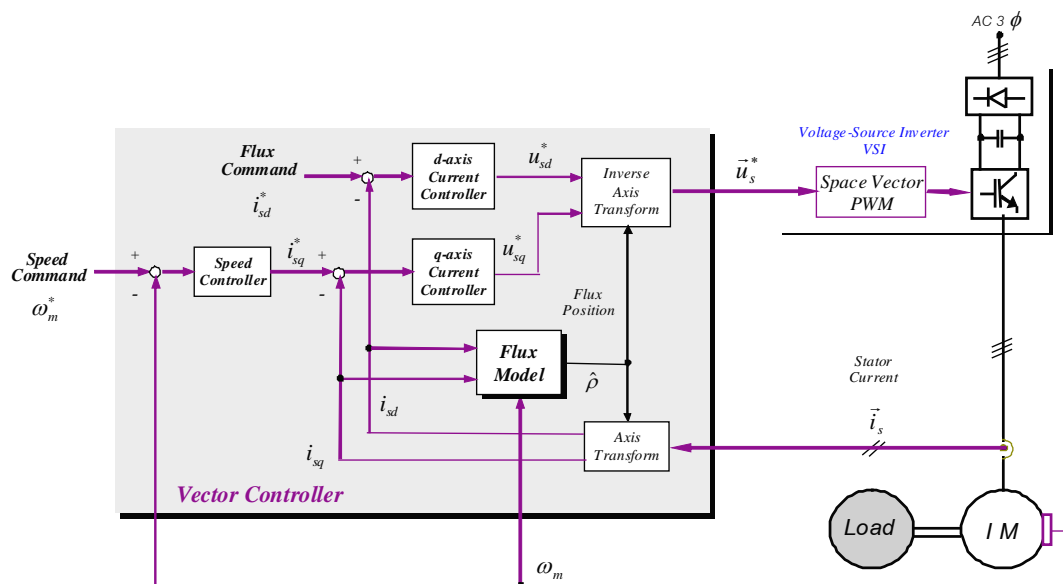 AC 3 ϕ
Voltage-Source Inverter
VSI
Flux
Command
+
-
d-axis
Current
Controller
u*sd
Inverse
Axis
Transform
u⃗*s
Space Vector
PWM
i*sd
Speed
Command
ω*m
+
-
Speed
Controller
i*sq
+
-
q-axis
Current
Controller
u*sq
Flux
Position
Flux
Model
ρ̂
Stator
Current
isd
isq
Axis
Transform
i⃗s
Vector Controller
Load
I M
ωm